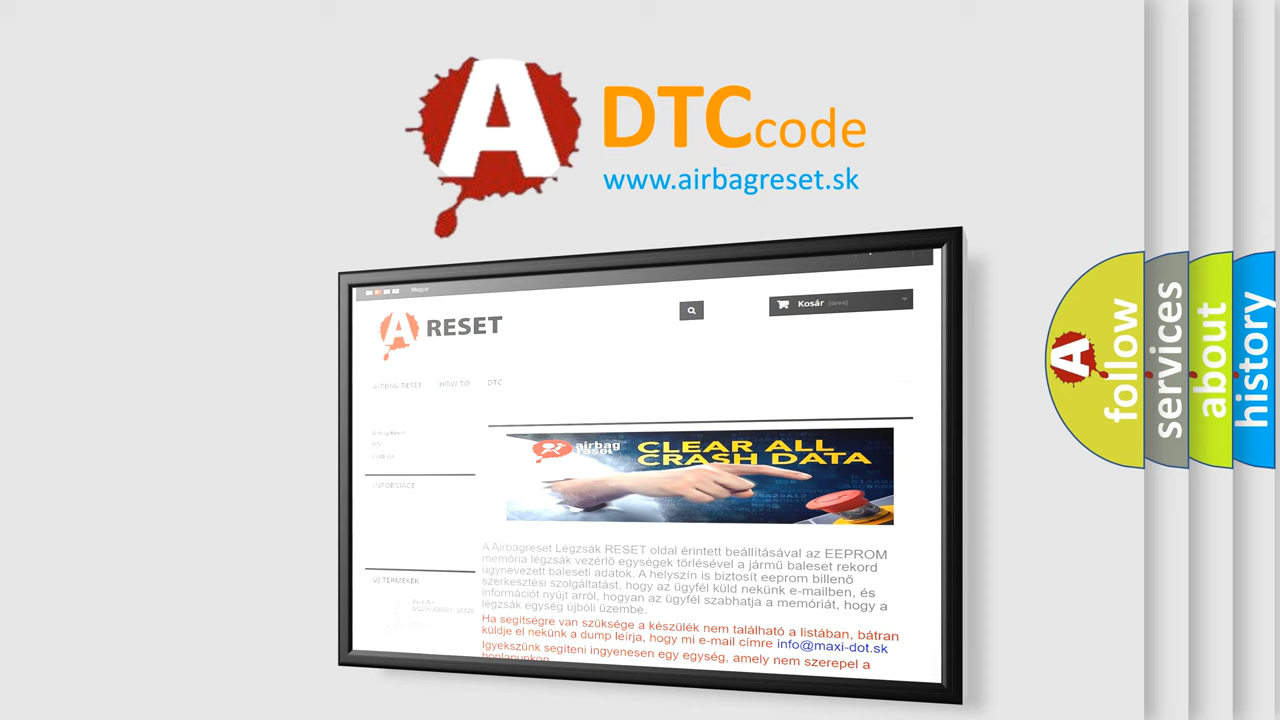 A DTCcode
www.airbagreset.sk
Magyar
A RESET
Kosár (üres)
AIRBAG RESET HOW TO DTC
INFORMACE
airbag
reset
CLEAR ALL
CRASH DATA
A Airbagreset Légzsák RESET oldal érintett beállításával az EEPROM
memória légzsák vezérlő egységek törlésével a jármű baleset rekord
úgynevezett baleseti adatok. A helyszín is biztosít eeprom billenő
szerkesztési szolgáltatást, hogy az ügyfél küld nekünk e-mailben, és
információt nyújt arról, hogyan az ügyfél szabhatja a memóriát, hogy a
légzsák egység újbóli üzembe.
Ha segítségre van szüksége a készülék nem található a listában, bátran
küldje el nekünk a dump leírja, hogy mi e-mail címre info@maxi-dot.sk
Igyekszünk segíteni ingyenesen egy egység, amely nem szerepel a
honlapunkon
ÚJ TERMÉKEK
A follow
services
about
history